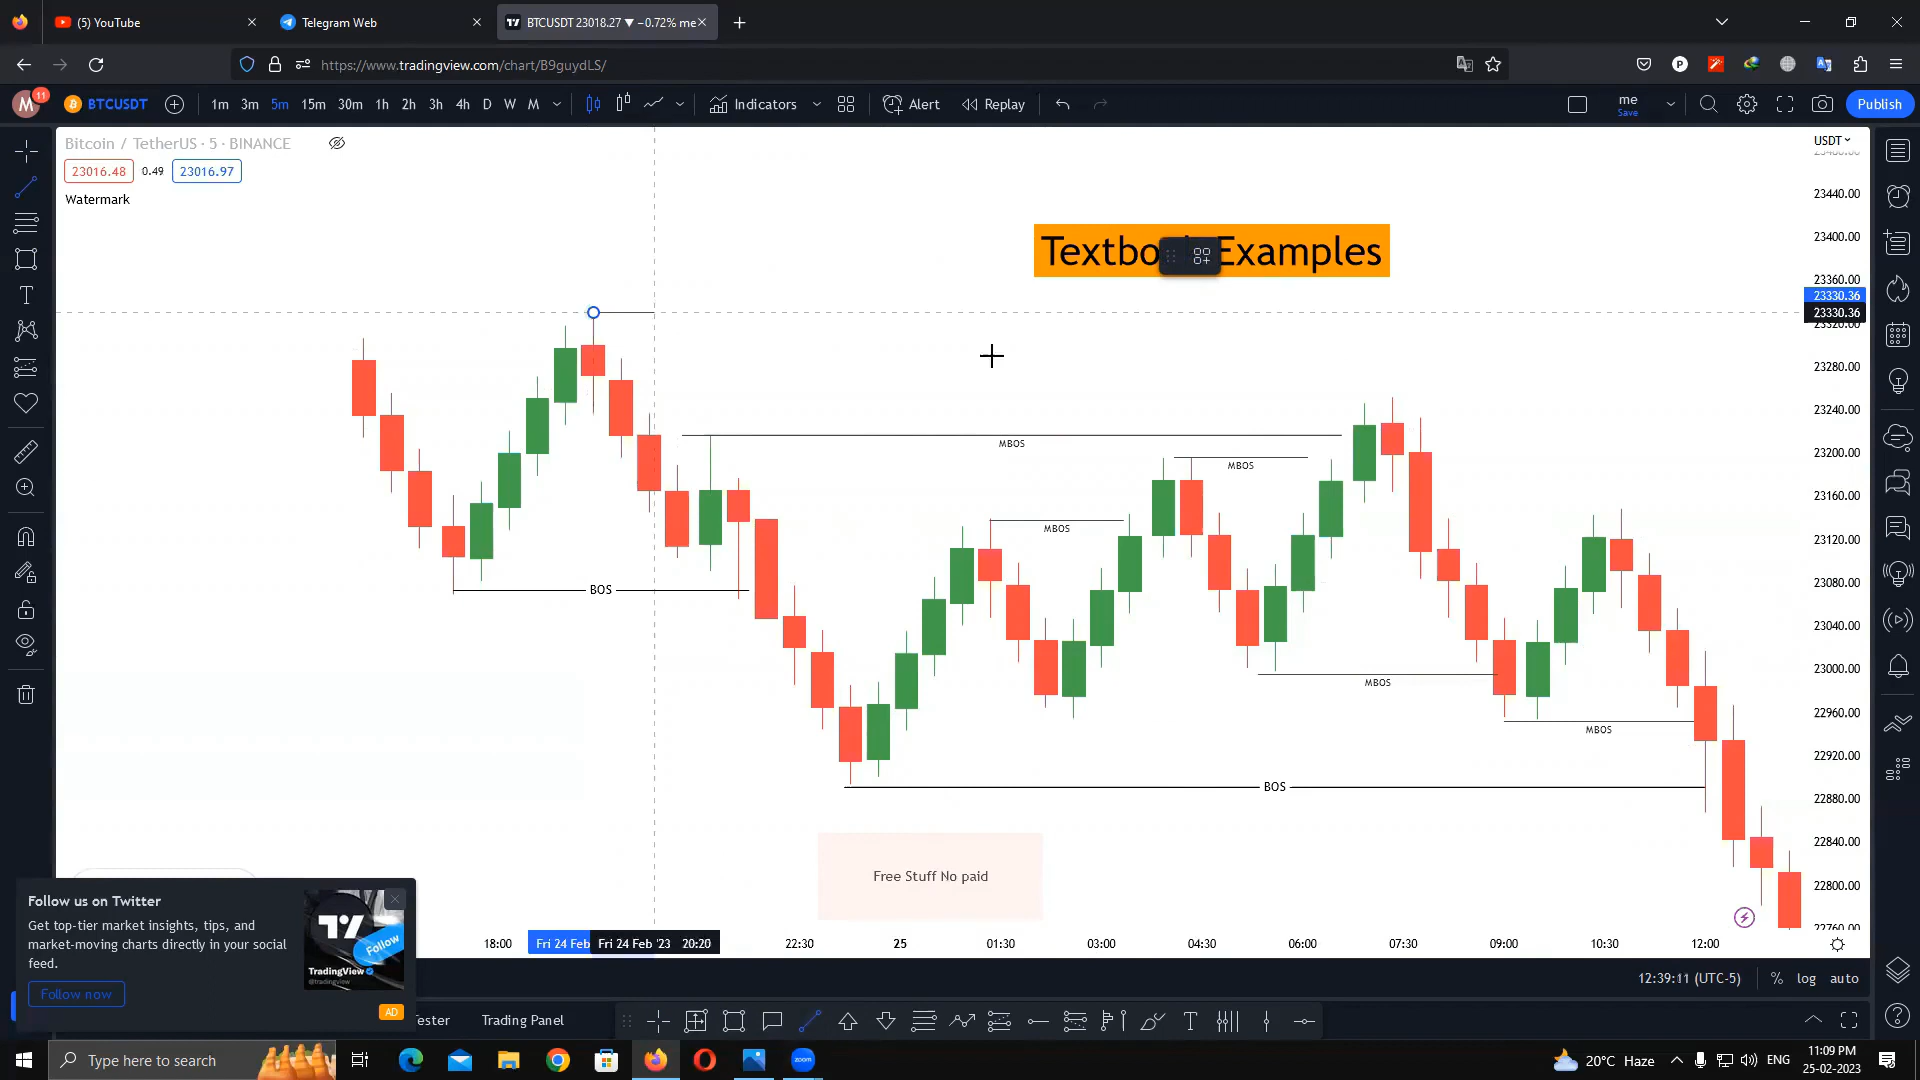 (5) YouTube
Telegram Web
BTCUSDT 23018.27 ▼ −0.72% me
https://www.tradingview.com/chart/B9guydLS/
M 11
BTCUSDT
1m 3m 5m 15m 30m 1h 2h 3h 4h D W M
Indicators
Alert
Replay
me
Save
Publish
Bitcoin / TetherUS · 5 · BINANCE
23016.48 0.49 23016.97
Watermark
USDT
Examples
23440.00
23400.00
23360.00
23330.36
23330.36
23320.00
23280.00
23240.00
23200.00
23160.00
23120.00
23080.00
23040.00
23000.00
22960.00
22920.00
22880.00
22840.00
22800.00
22760.00
MBOS
MBOS
MBOS
BOS
MBOS
MBOS
BOS
Free Stuff No paid
Follow us on Twitter
Get top-tier market insights, tips, and
market-moving charts directly in your social
feed.
Follow now
Follow
TradingView
@tradingview
AD
18:00 Fri 24 Feb Fri 24 Feb '23 20:20 22:30 25 01:30 03:00 04:30 06:00 07:30 09:00 10:30 12:00
12:39:11 (UTC-5) % log auto
Trading Panel
Type here to search
zoom
20°C Haze
ENG
11:09 PM
25-02-2023